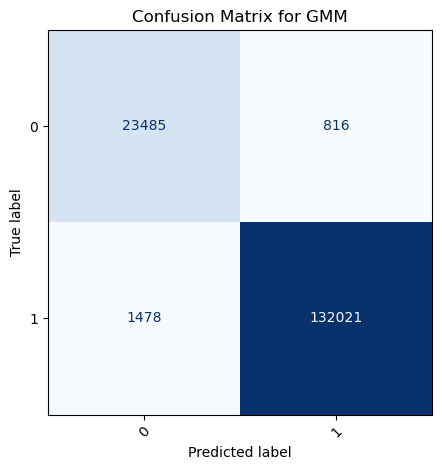 Confusion Matrix for GMM
True label
0
23485
816
1
1478
132021
0
1
Predicted label